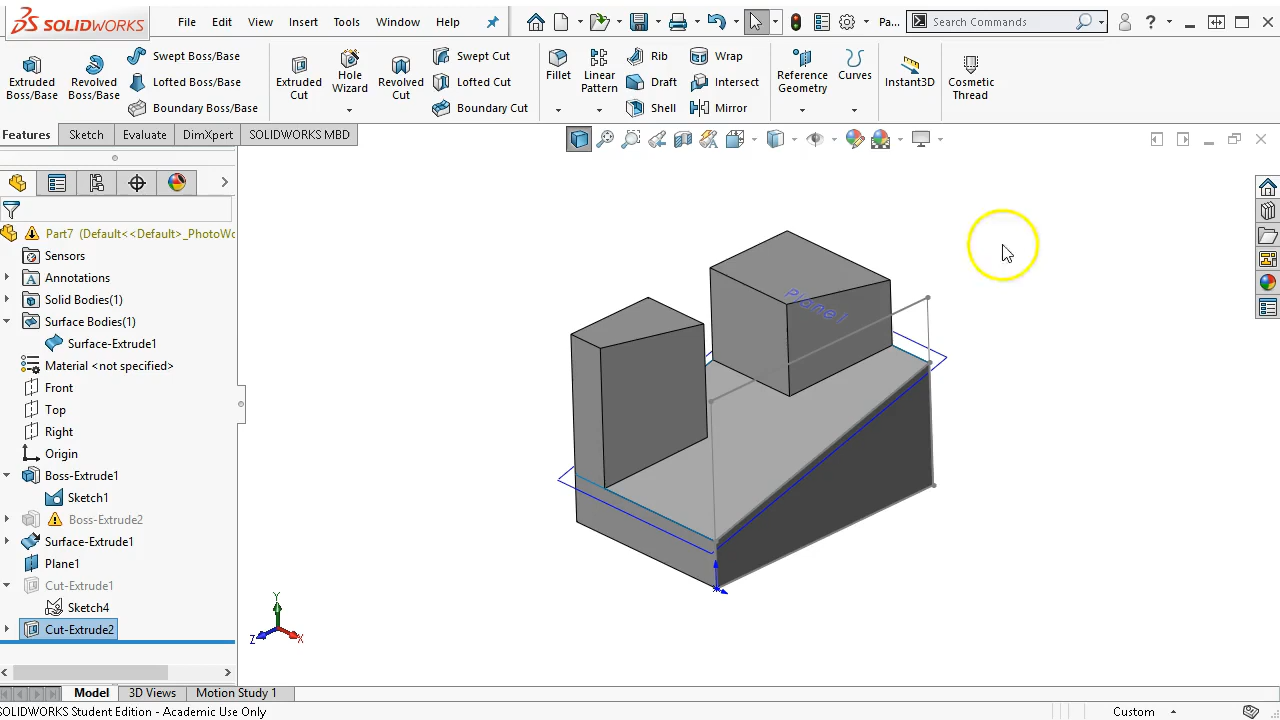 SOLIDWORKS
File Edit View Insert Tools Window Help
Pa...
Search Commands
?
Extruded Boss/Base
Revolved Boss/Base
Swept Boss/Base
Lofted Boss/Base
Boundary Boss/Base
Extruded Cut
Hole Wizard
Revolved Cut
Swept Cut
Lofted Cut
Boundary Cut
Fillet
Linear Pattern
Rib
Draft
Shell
Wrap
Intersect
Mirror
Reference Geometry
Curves
Instant3D
Cosmetic Thread
Features Sketch Evaluate DimXpert SOLIDWORKS MBD
Part7 (Default<<Default>_PhotoWo
Sensors
Annotations
Solid Bodies(1)
Surface Bodies(1)
Surface-Extrude1
Material <not specified>
Front
Top
Right
Origin
Boss-Extrude1
Sketch1
Boss-Extrude2
Surface-Extrude1
Plane1
Cut-Extrude1
Sketch4
Cut-Extrude2
Plane1
Y
Z
X
Model 3D Views Motion Study 1
SOLIDWORKS Student Edition - Academic Use Only
Custom